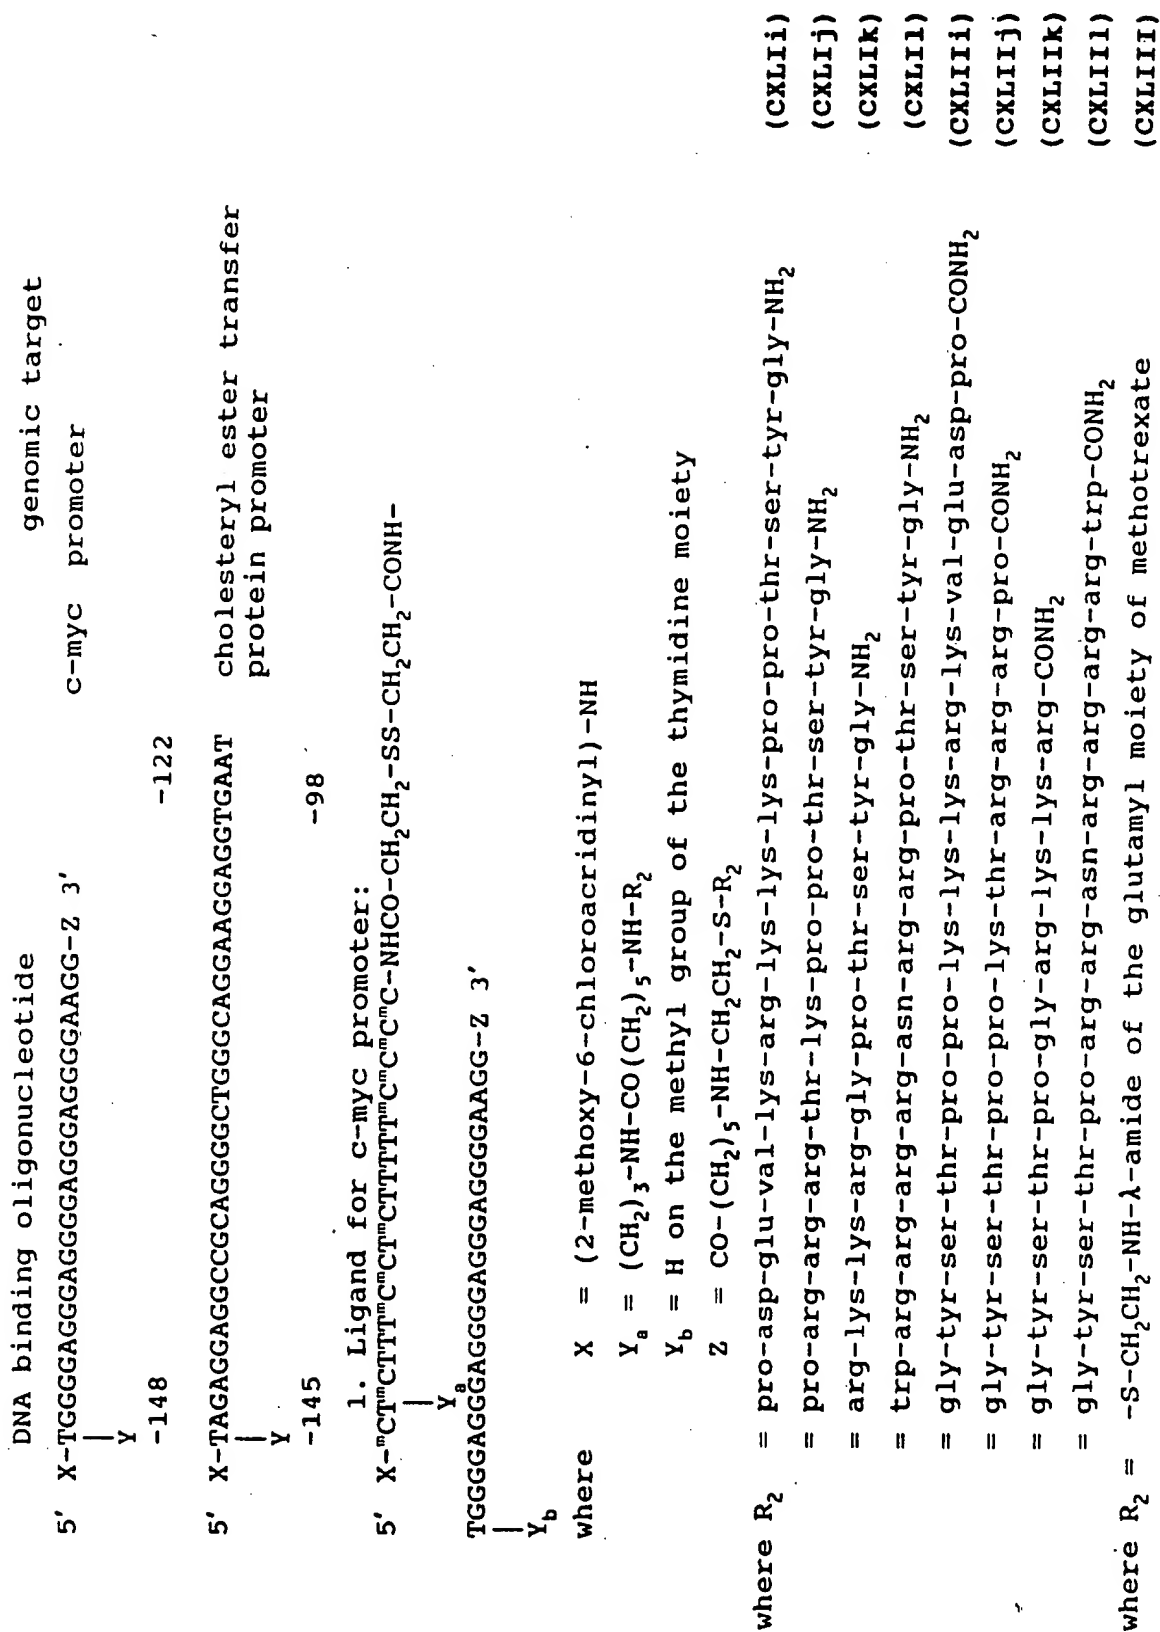 DNA binding oligonucleotide genomic target
5' X-TGGGGAGGGAGGGGAGGGAGGGGAAGG-Z 3' c-myc promoter
|
Y
-148 -122
5' X-TAGAGGAGGCCGCAGGGGCTGGGCAGGAAGGAGGTGAAT cholesteryl ester transfer
| protein promoter
Y
-145 -98
1. Ligand for c-myc promoter:
5' X-ᵐCTᵐCTTTᵐCTᵐCTᵐCTTTTTᵐCᵐCᵐCᵐC-NHCO-CH₂CH₂-SS-CH₂CH₂-CONH-
|
Yₐ
TGGGGAGGGAGGGGAGGGAGGGAGGGGAAGG-Z 3'
|
Y_b
where X = (2-methoxy-6-chloroacridinyl)-NH
Yₐ = (CH₂)₃-NH-CO(CH₂)₅-NH-R₂
Y_b = H on the methyl group of the thymidine moiety
Z = CO-(CH₂)₅-NH-CH₂CH₂-S-R₂
where R₂ = pro-asp-glu-val-lys-arg-lys-lys-lys-pro-pro-thr-ser-tyr-gly-NH₂ (CXLIi)
= pro-arg-arg-arg-thr-lys-pro-pro-thr-ser-tyr-gly-NH₂ (CXLIj)
= arg-lys-lys-arg-gly-pro-thr-ser-tyr-gly-NH₂ (CXLIk)
= trp-arg-arg-arg-asn-arg-arg-pro-thr-ser-tyr-gly-NH₂ (CXLIl)
= gly-tyr-ser-thr-pro-pro-lys-lys-lys-arg-lys-val-glu-asp-pro-CONH₂ (CXLIIi)
= gly-tyr-ser-thr-pro-pro-lys-thr-arg-arg-arg-pro-CONH₂ (CXLIIj)
= gly-tyr-ser-thr-pro-gly-arg-lys-lys-arg-CONH₂ (CXLIIk)
= gly-tyr-ser-thr-pro-arg-arg-asn-arg-arg-arg-trp-CONH₂ (CXLIIl)
where R₂ = -S-CH₂CH₂-NH-λ-amide of the glutamyl moiety of methotrexate (CXLIII)